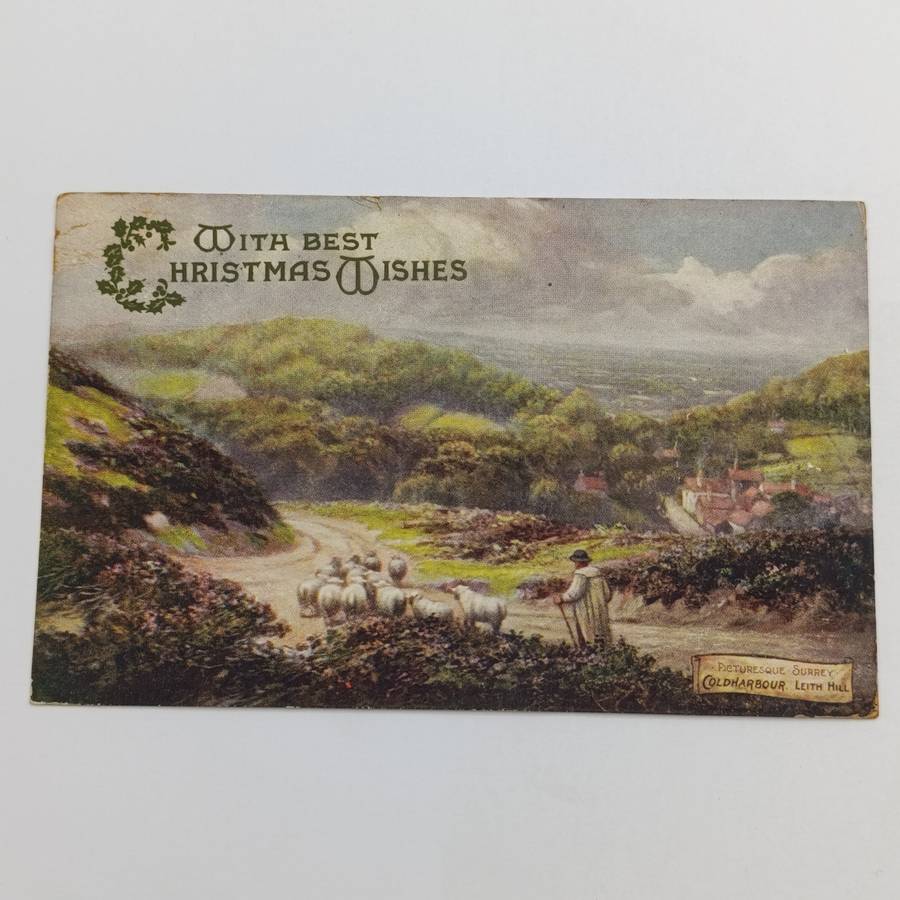 With best
Christmas Wishes
Picturesque Surrey
Coldharbour. Leith Hill